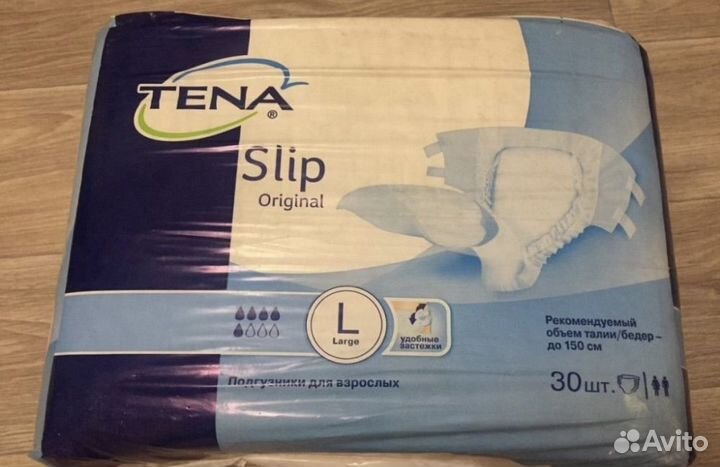 TENA®
Slip
Original
L
Large
удобные
застежки
Рекомендуемый
объем талии/бедер –
до 150 см
Подгузники для взрослых
30шт.
Avito